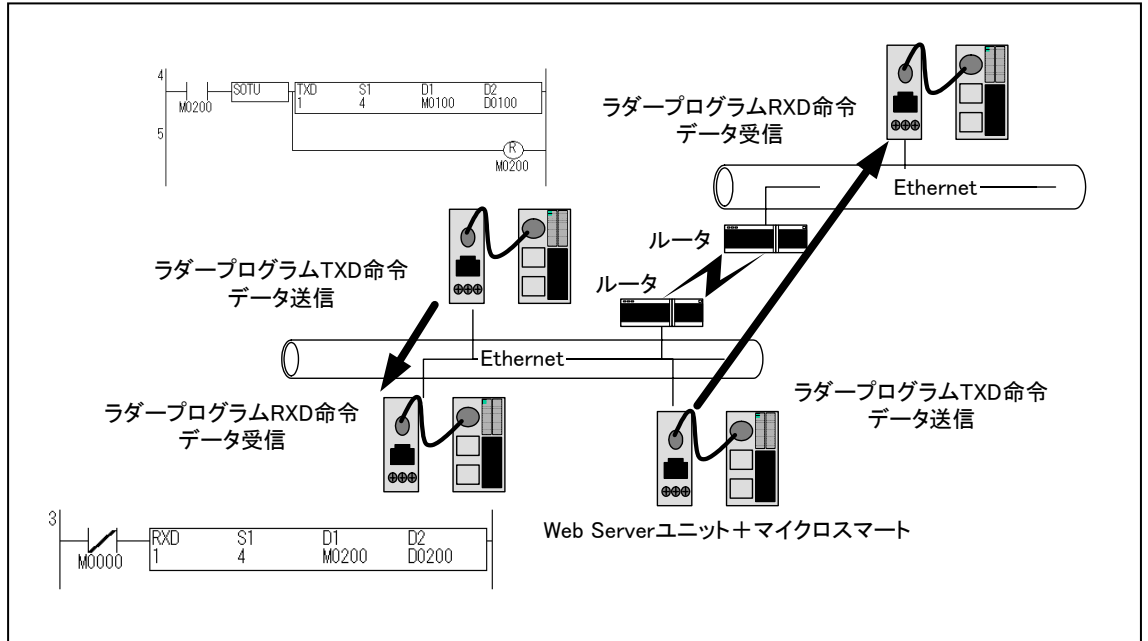 4
M0200
SOTU
TXD S1 D1 D2
1 4 M0100 D0100
5
R
M0200
ラダープログラムRXD命令
データ受信
Ethernet
ルータ
ラダープログラムTXD命令
データ送信
ルータ
Ethernet
ラダープログラムRXD命令
データ受信
ラダープログラムTXD命令
データ送信
Web Serverユニット＋マイクロスマート
3
M0000
RXD S1 D1 D2
1 4 M0200 D0200